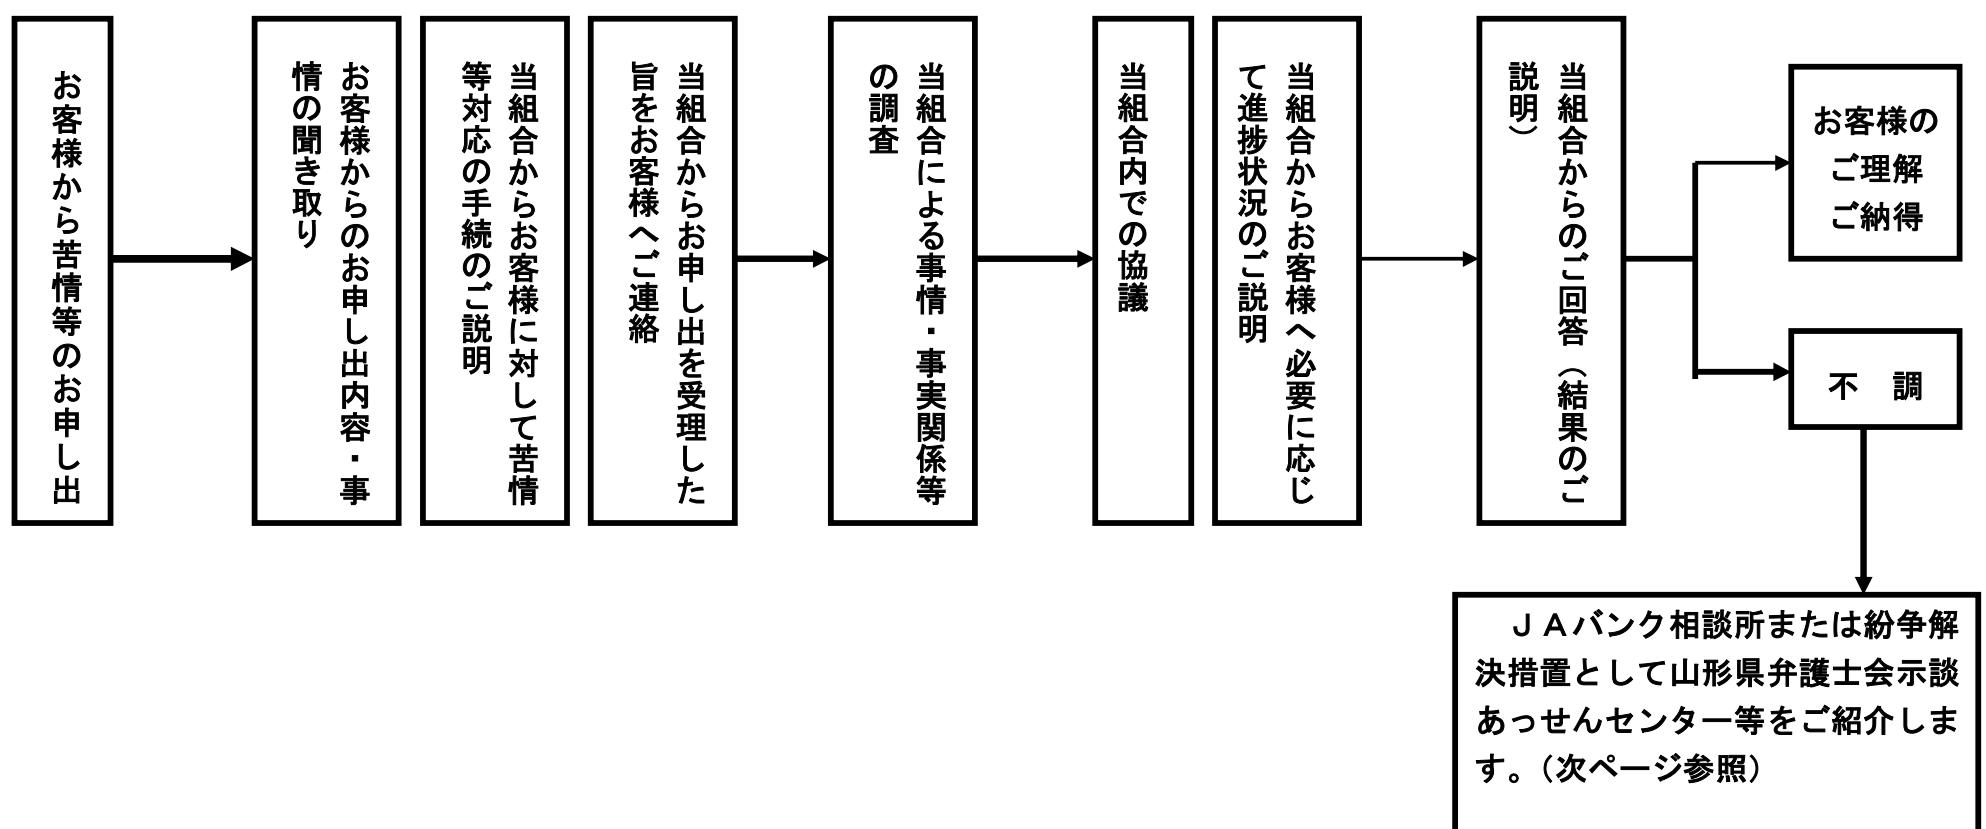 お客様から苦情等のお申し出
お客様からのお申し出内容・事
情の聞き取り
当組合からお客様に対して苦情
等対応の手続のご説明
当組合からお申し出を受理した
旨をお客様へご連絡
当組合による事情・事実関係等
の調査
当組合内での協議
当組合からお客様へ必要に応じ
て進捗状況のご説明
当組合からのご回答（結果のご
説明）
お客様の
ご理解
ご納得
不　調
ＪＡバンク相談所または紛争解
決措置として山形県弁護士会示談
あっせんセンター等をご紹介しま
す。（次ページ参照）